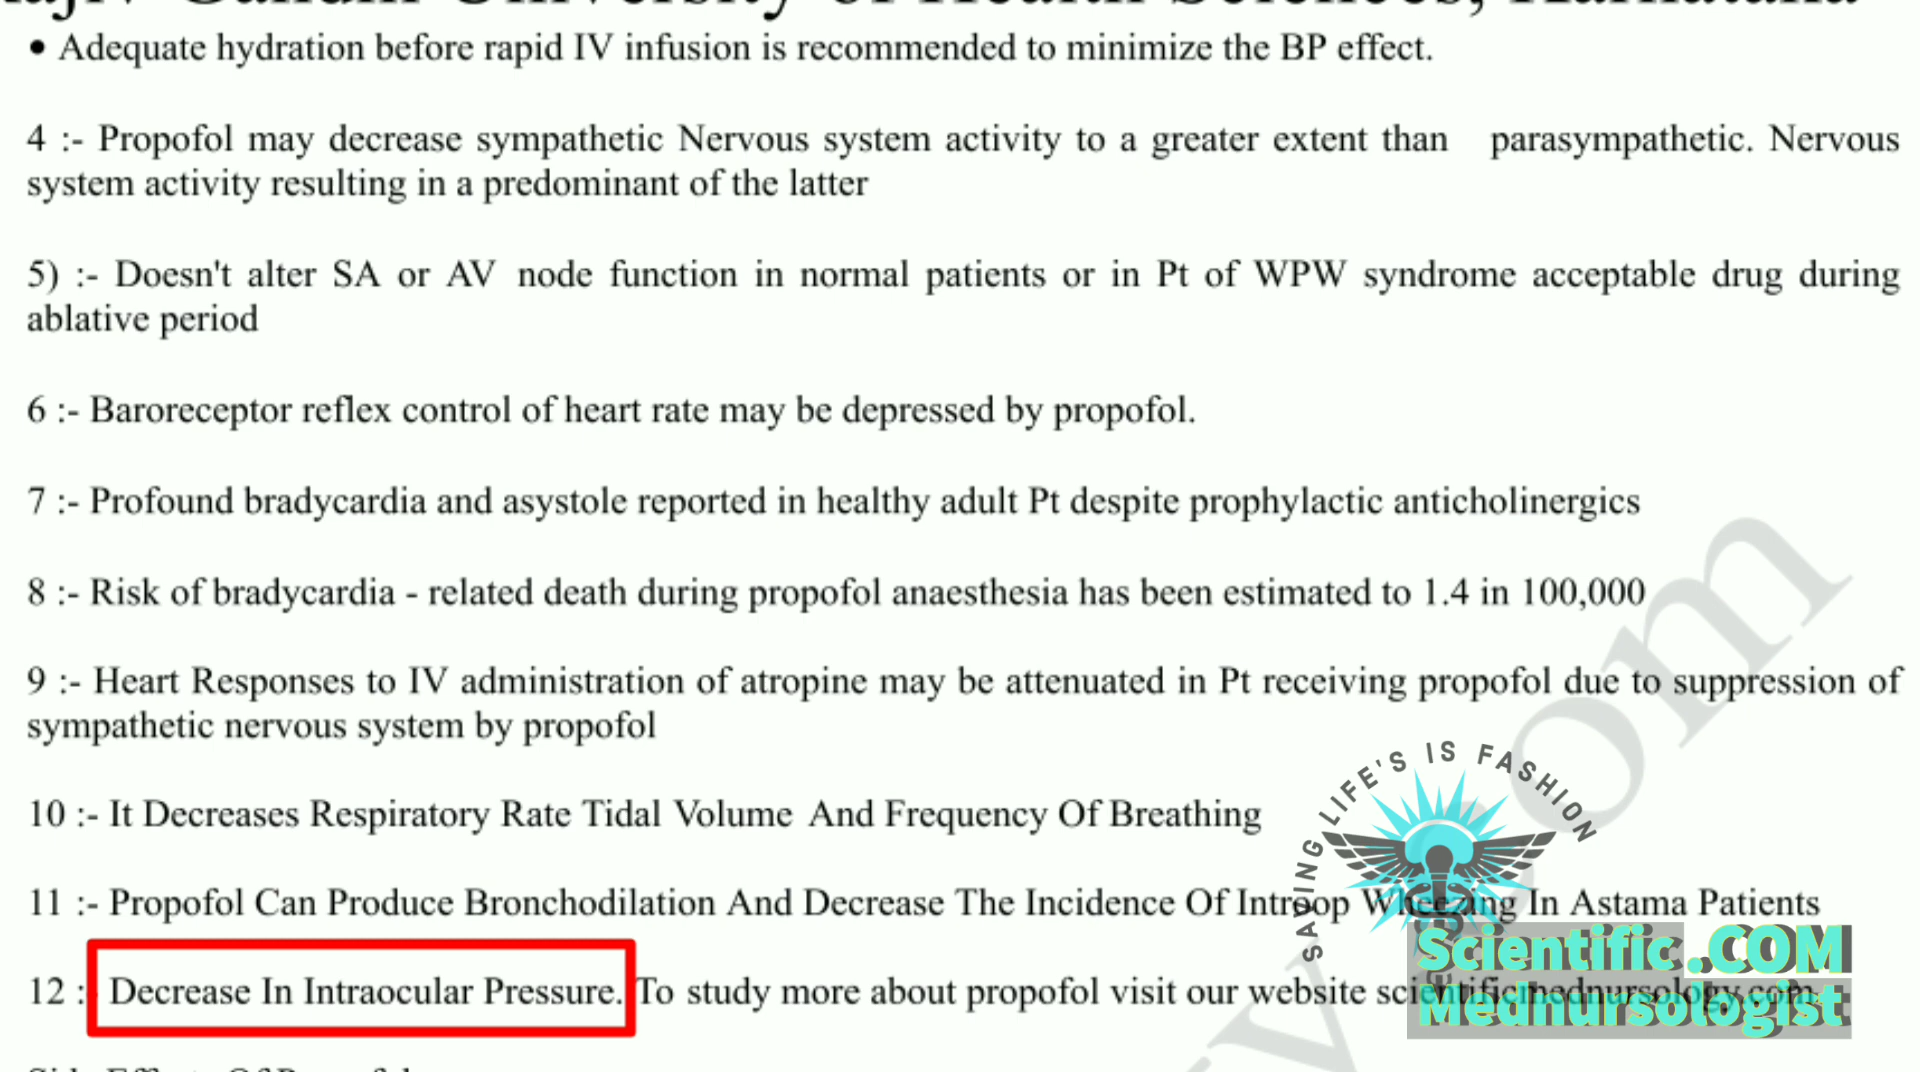 University of Health Sciences, Karnataka
• Adequate hydration before rapid IV infusion is recommended to minimize the BP effect.
4 :- Propofol may decrease sympathetic Nervous system activity to a greater extent than parasympathetic. Nervous
system activity resulting in a predominant of the latter
5) :- Doesn't alter SA or AV node function in normal patients or in Pt of WPW syndrome acceptable drug during
ablative period
6 :- Baroreceptor reflex control of heart rate may be depressed by propofol.
7 :- Profound bradycardia and asystole reported in healthy adult Pt despite prophylactic anticholinergics
8 :- Risk of bradycardia - related death during propofol anaesthesia has been estimated to 1.4 in 100,000
9 :- Heart Responses to IV administration of atropine may be attenuated in Pt receiving propofol due to suppression of
sympathetic nervous system by propofol
10 :- It Decreases Respiratory Rate Tidal Volume And Frequency Of Breathing
11 :- Propofol Can Produce Bronchodilation And Decrease The Incidence Of Introop Wheezing In Astama Patients
12 : Decrease In Intraocular Pressure. To study more about propofol visit our website scientificmednursology.com
SAVING LIFE'S IS FASHION
Scientific .COM
Mednursologist